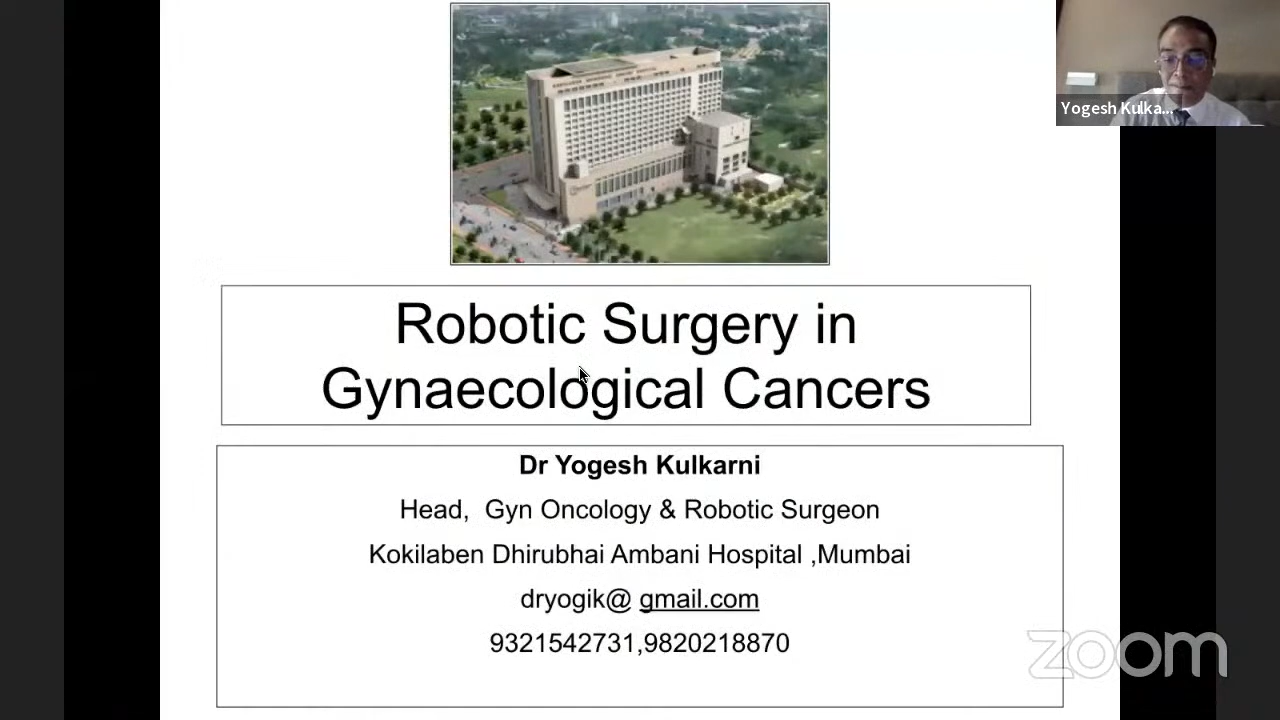 Yogesh Kulka...
Robotic Surgery in
Gynaecological Cancers
Dr Yogesh Kulkarni
Head, Gyn Oncology & Robotic Surgeon
Kokilaben Dhirubhai Ambani Hospital ,Mumbai
dryogik@ gmail.com
9321542731,9820218870
zoom